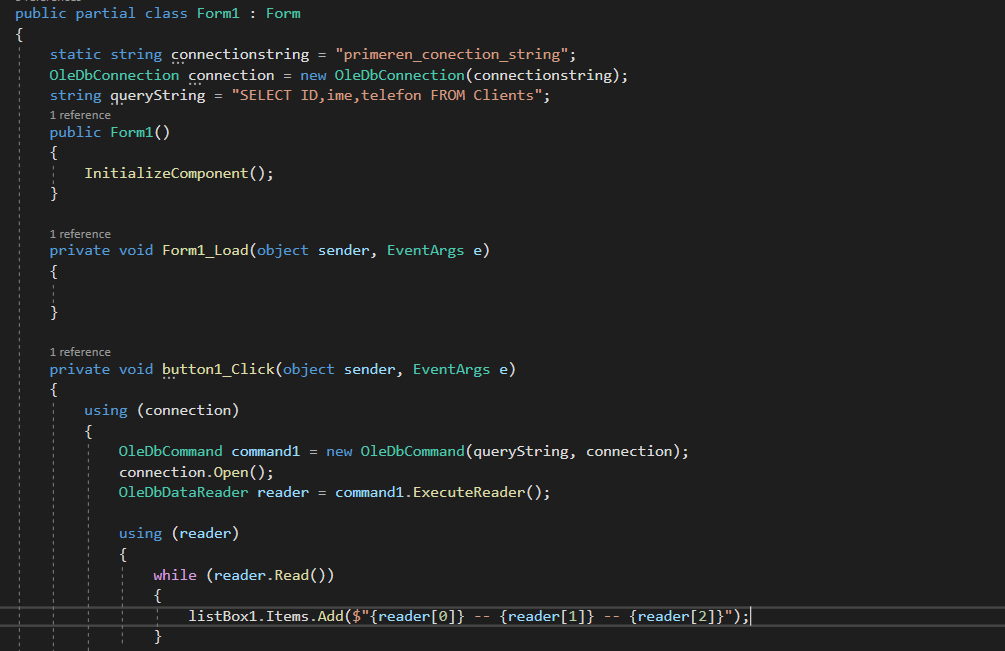 public partial class Form1 : Form
{
static string connectionstring = "primeren_conection_string";
OleDbConnection connection = new OleDbConnection(connectionstring);
string queryString = "SELECT ID,ime,telefon FROM Clients";
1 reference
public Form1()
{
InitializeComponent();
}
1 reference
private void Form1_Load(object sender, EventArgs e)
{
}
1 reference
private void button1_Click(object sender, EventArgs e)
{
using (connection)
{
OleDbCommand command1 = new OleDbCommand(queryString, connection);
connection.Open();
OleDbDataReader reader = command1.ExecuteReader();
using (reader)
{
while (reader.Read())
{
listBox1.Items.Add($"{reader[0]} -- {reader[1]} -- {reader[2]}");
}